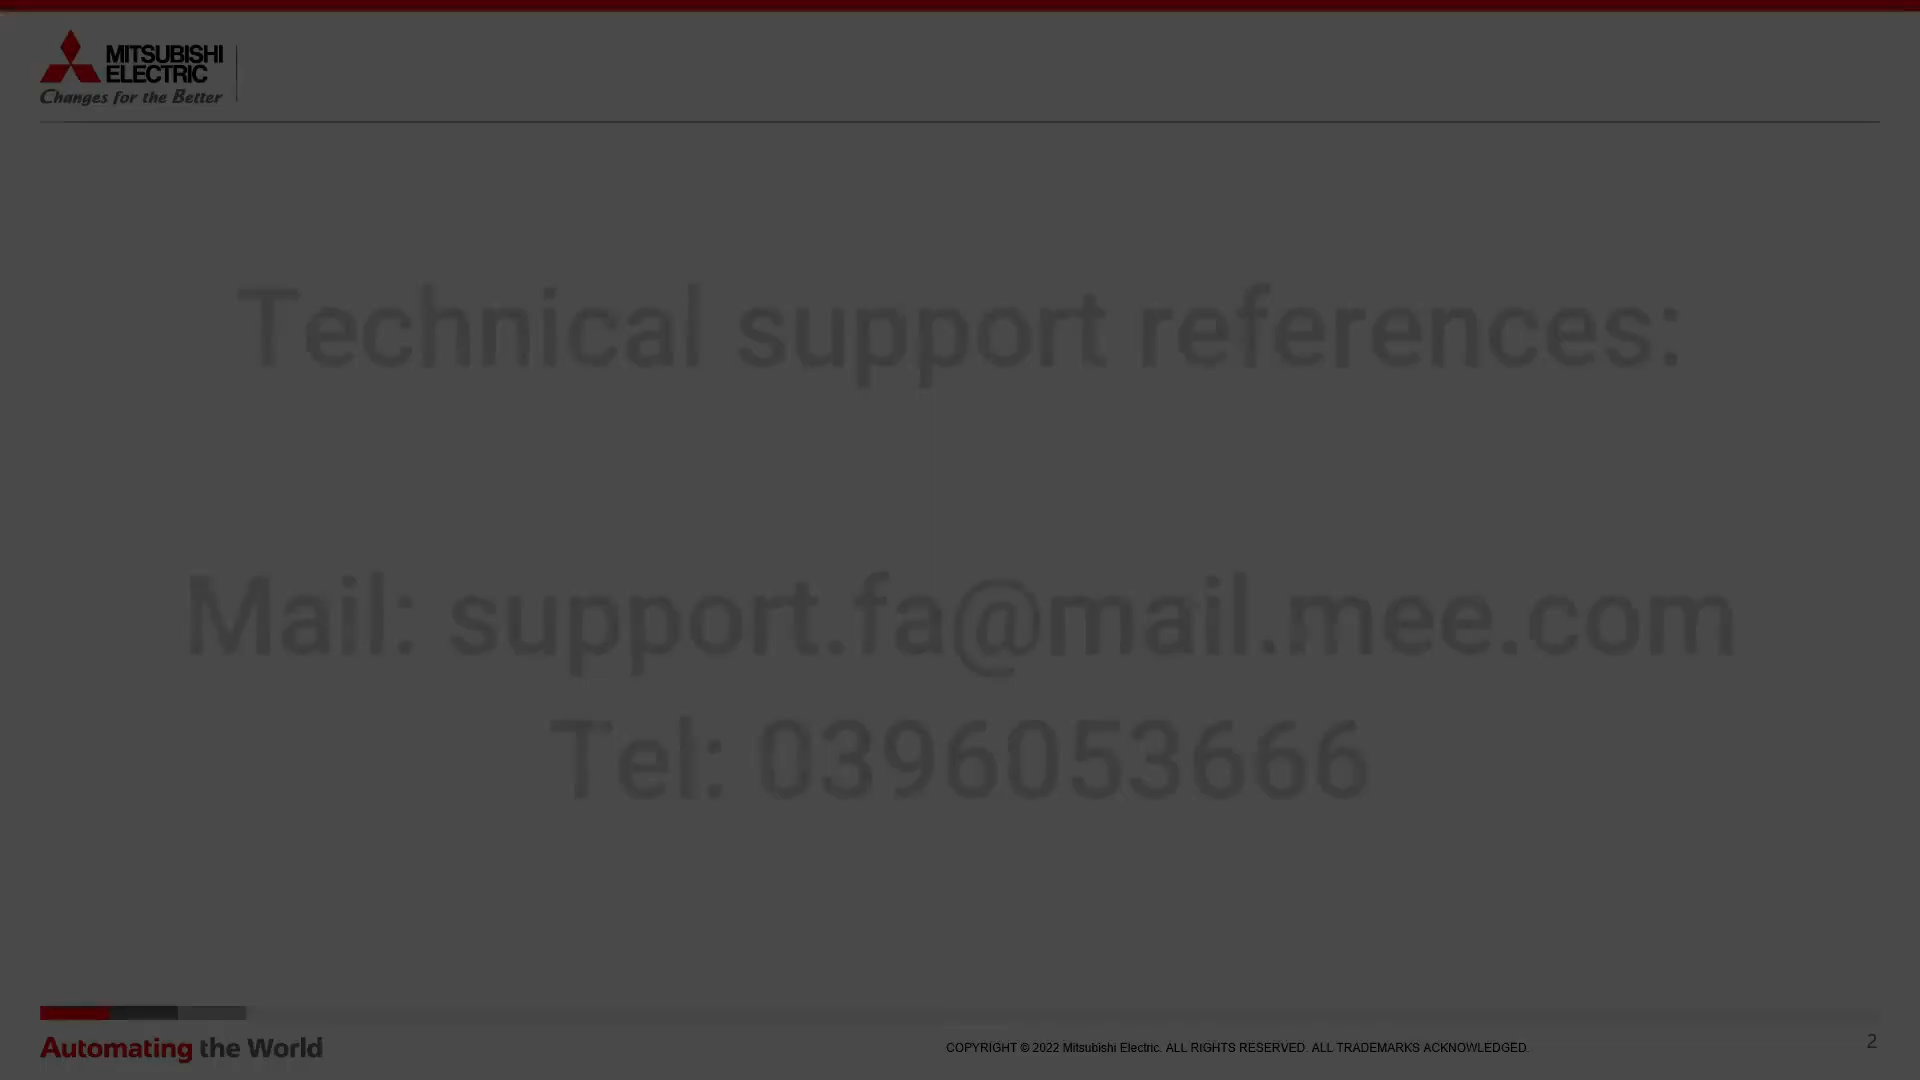 MITSUBISHI
ELECTRIC
Changes for the Better
Technical support references:
Mail: support.fa@mail.mee.com
Tel: 0396053666
Automating the World
COPYRIGHT © 2022 Mitsubishi Electric. ALL RIGHTS RESERVED. ALL TRADEMARKS ACKNOWLEDGED.
2